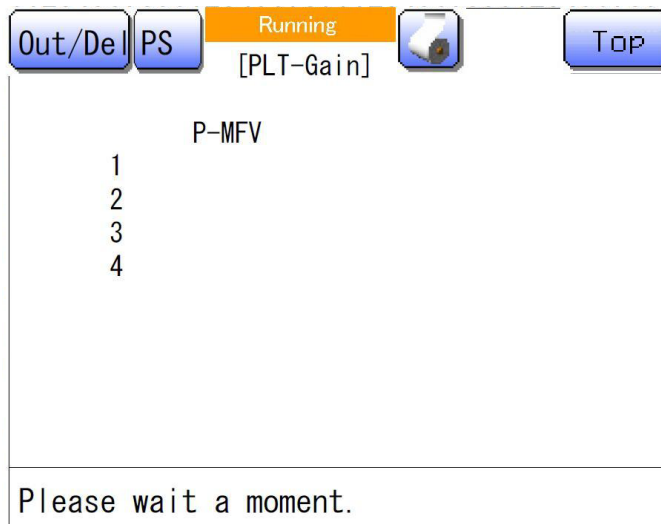 Out/Del PS Running Top
[PLT-Gain]
P-MFV
1
2
3
4
Please wait a moment.